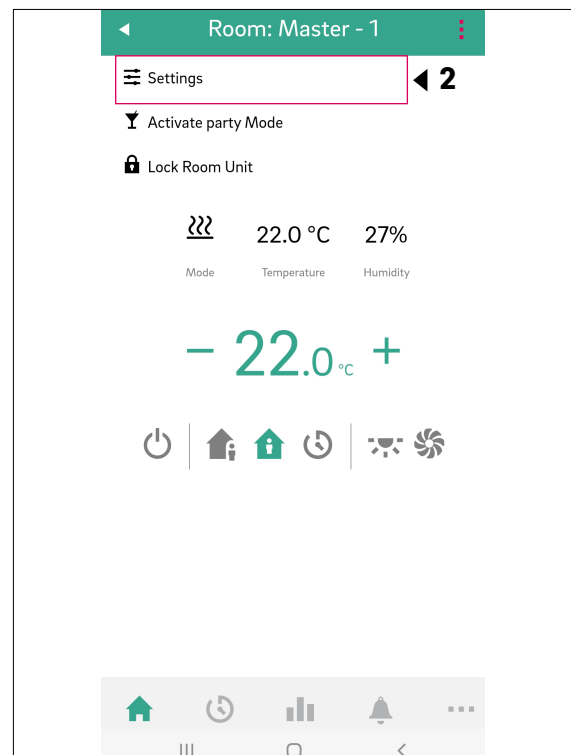 Room: Master - 1
Settings
2
Activate party Mode
Lock Room Unit
22.0 °C 27%
Mode Temperature Humidity
− 22.0 °C +